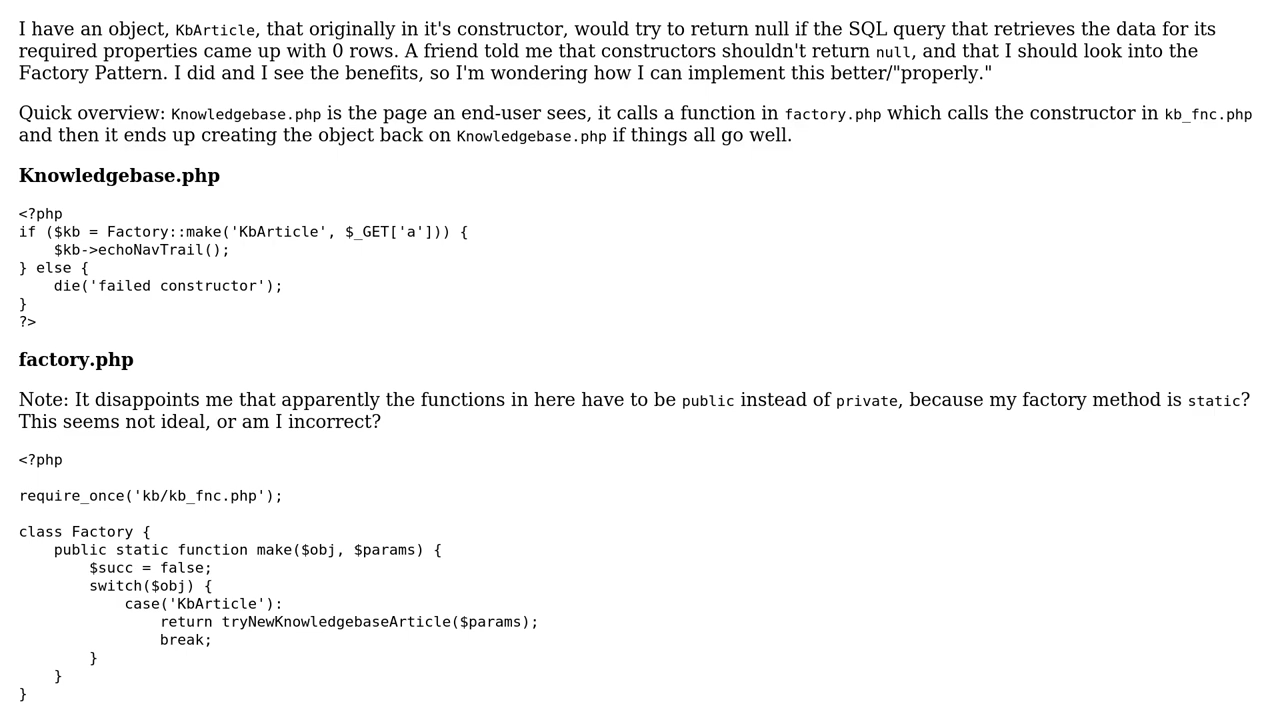 I have an object, KbArticle, that originally in it's constructor, would try to return null if the SQL query that retrieves the data for its
required properties came up with 0 rows. A friend told me that constructors shouldn't return null, and that I should look into the
Factory Pattern. I did and I see the benefits, so I'm wondering how I can implement this better/"properly."
Quick overview: Knowledgebase.php is the page an end-user sees, it calls a function in factory.php which calls the constructor in kb_fnc.php
and then it ends up creating the object back on Knowledgebase.php if things all go well.
Knowledgebase.php
<?php
if ($kb = Factory::make('KbArticle', $_GET['a'])) {
    $kb->echoNavTrail();
} else {
    die('failed constructor');
}
?>
factory.php
Note: It disappoints me that apparently the functions in here have to be public instead of private, because my factory method is static?
This seems not ideal, or am I incorrect?
<?php
require_once('kb/kb_fnc.php');
class Factory {
    public static function make($obj, $params) {
        $succ = false;
        switch($obj) {
            case('KbArticle'):
                return tryNewKnowledgebaseArticle($params);
                break;
        }
    }
}